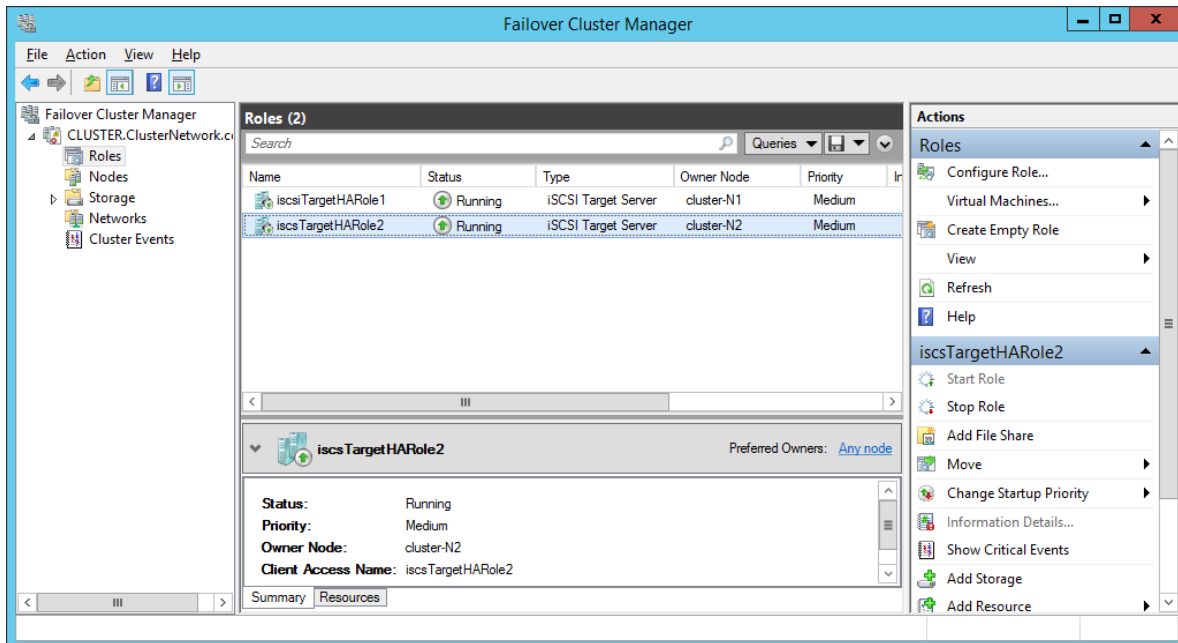 Failover Cluster Manager
File Action View Help
Failover Cluster Manager
CLUSTER.ClusterNetwork.c
Roles
Nodes
Storage
Networks
Cluster Events
Roles (2)
Search
Queries
Name Status Type Owner Node Priority In
iscsiTargetHARole1 Running iSCSI Target Server cluster-N1 Medium
iscsTargetHARole2 Running iSCSI Target Server cluster-N2 Medium
iscsTargetHARole2 Preferred Owners: Any node
Status: Running
Priority: Medium
Owner Node: cluster-N2
Client Access Name: iscsTargetHARole2
Summary Resources
Actions
Roles
Configure Role...
Virtual Machines...
Create Empty Role
View
Refresh
Help
iscsTargetHARole2
Start Role
Stop Role
Add File Share
Move
Change Startup Priority
Information Details...
Show Critical Events
Add Storage
Add Resource